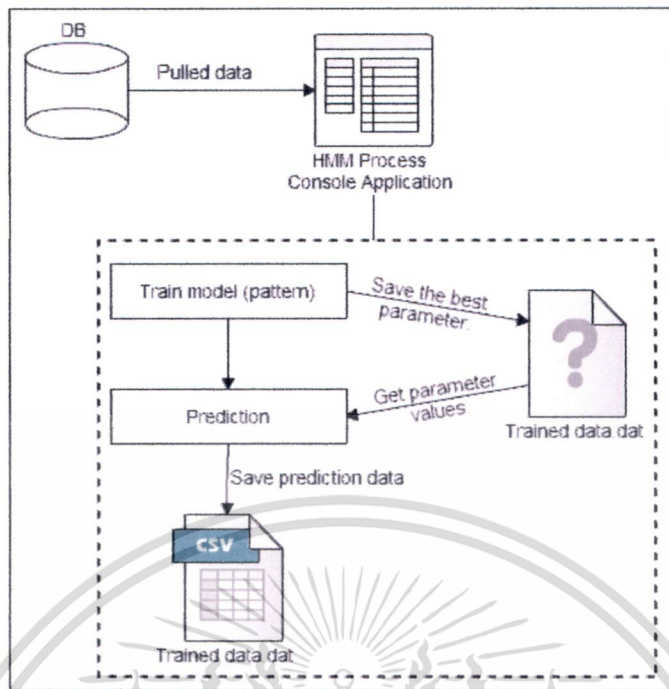 DB
Pulled data
HMM Process
Console Application
Train model (pattern)
Save the best
parameter.
?
Get parameter
values
Prediction
Trained data.dat
Save prediction data
CSV
Trained data dat